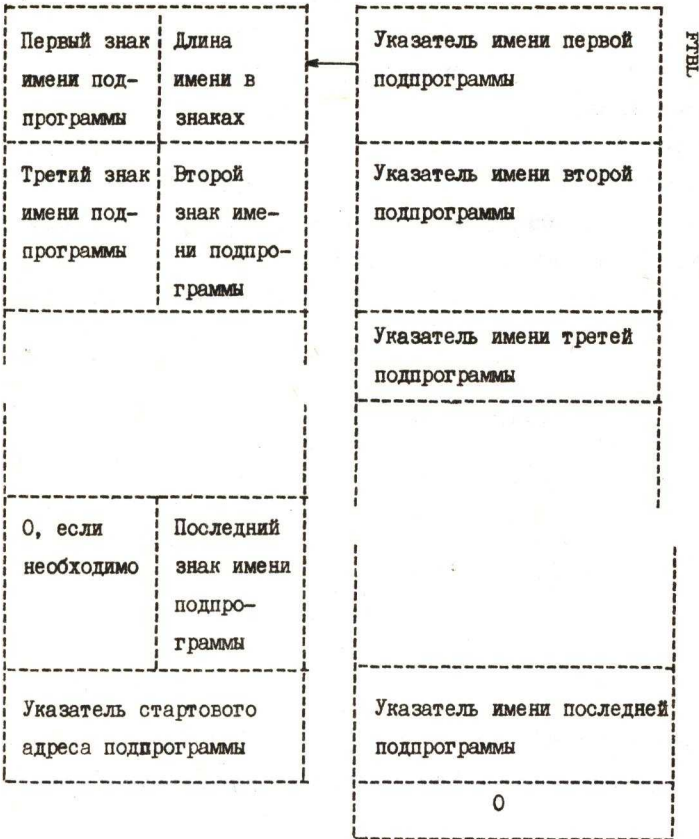 Первый знак
имени под-
программы
Длина
имени в
знаках
Третий знак
имени под-
программы
Второй
знак име-
ни подпро-
граммы
0, если
необходимо
Последний
знак имени
подпро-
граммы
Указатель стартового
адреса подпрограммы
Указатель имени первой
подпрограммы
Указатель имени второй
подпрограммы
Указатель имени третей
подпрограммы
Указатель имени последней
подпрограммы
0
FTBL